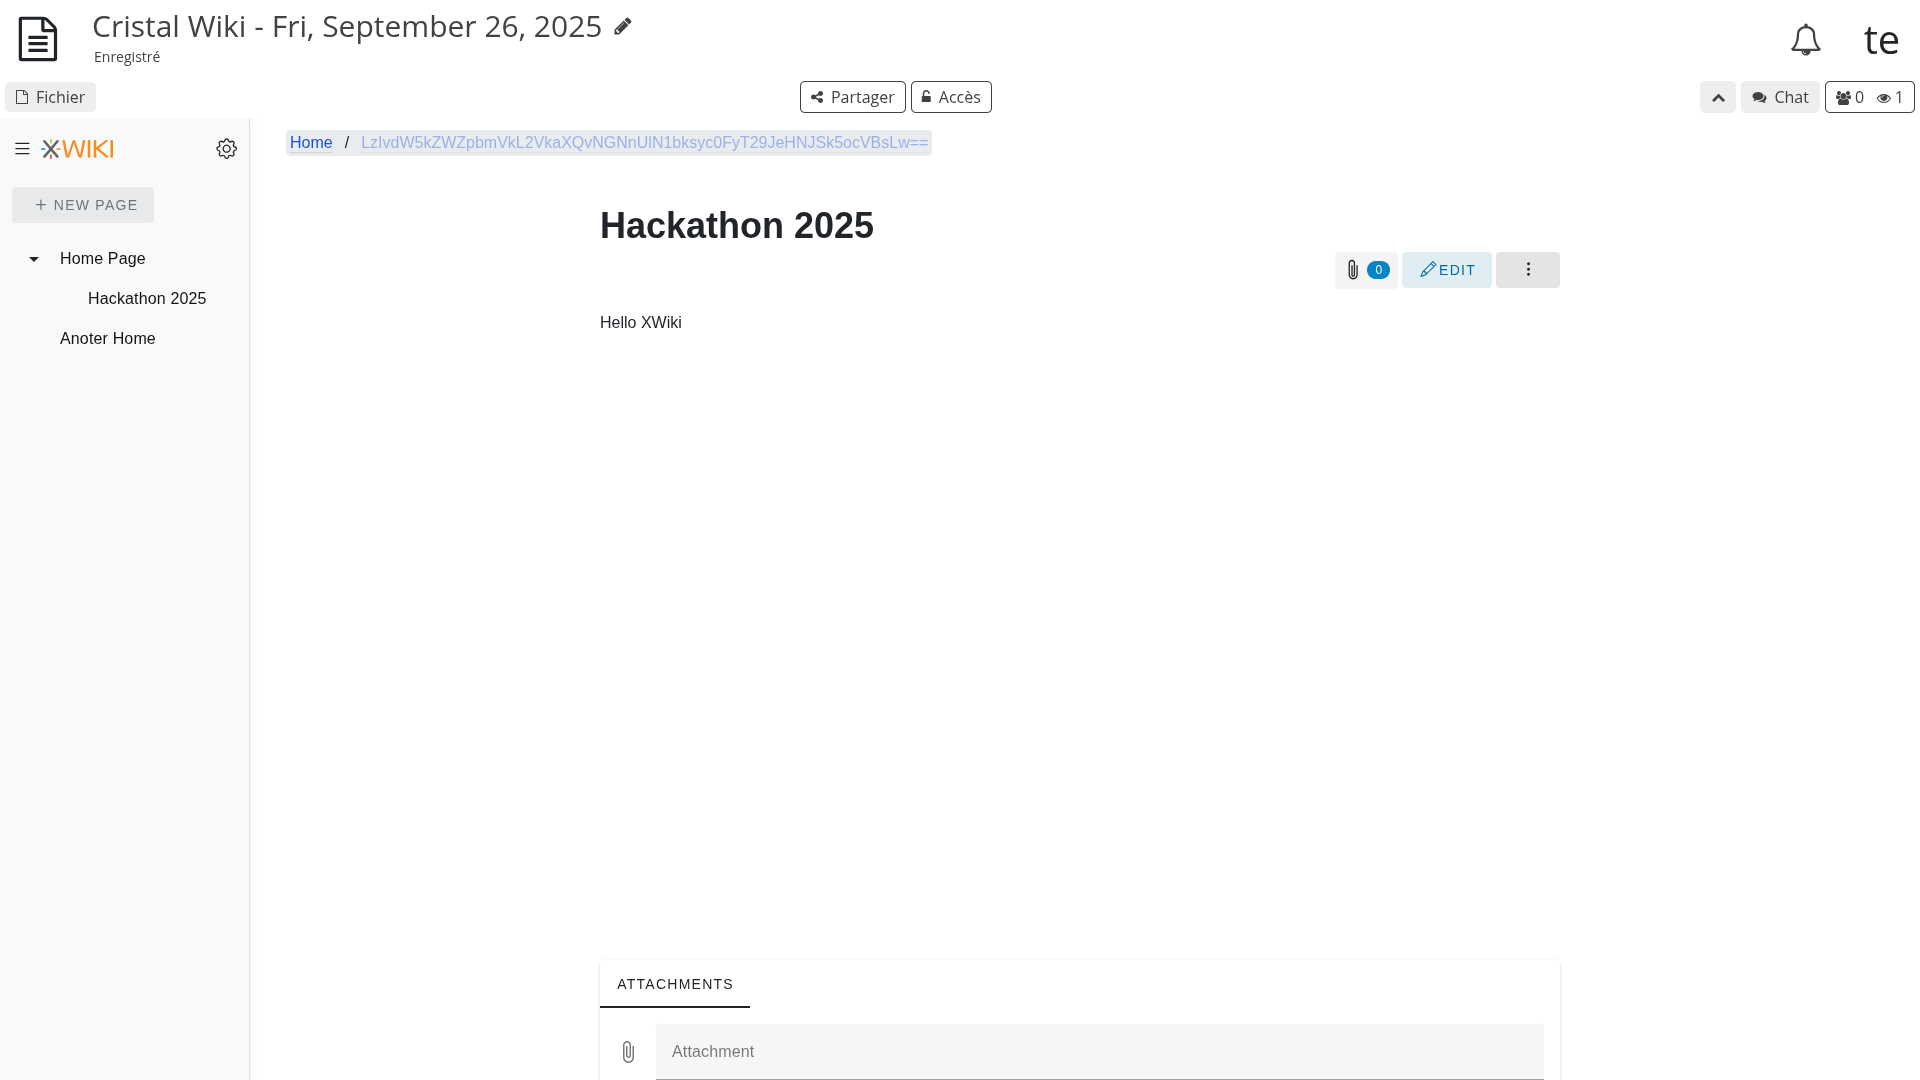 Cristal Wiki - Fri, September 26, 2025
Enregistré
te
Fichier
Partager
Accès
Chat
0 1
XWIKI
Home / LzIvdW5kZWZpbmVkL2VkaXQvNGNnUlN1bksyc0FyT29JeHNJSk5ocVBsLw==
+ NEW PAGE
Hackathon 2025
Home Page
0
EDIT
Hackathon 2025
Hello XWiki
Anoter Home
ATTACHMENTS
Attachment